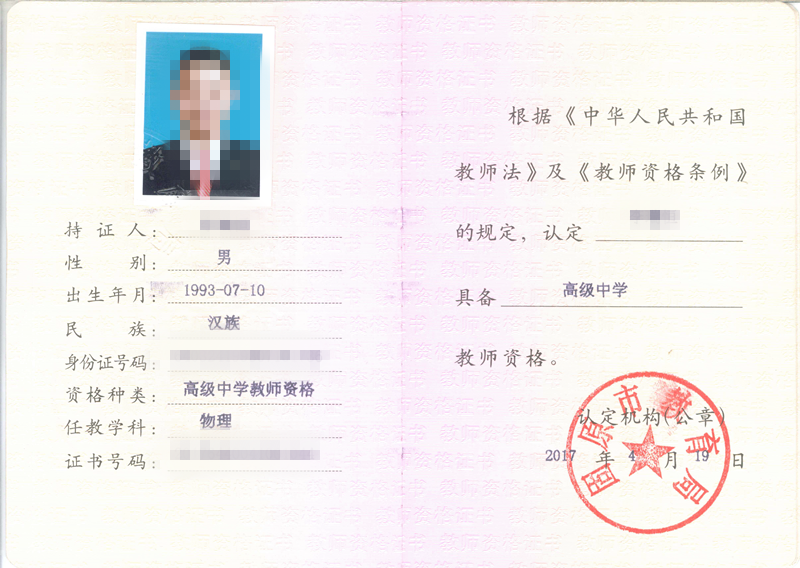 持证人：
性别：男
出生年月：1993-07-10
民族：汉族
身份证号码：
资格种类：高级中学教师资格
任教学科：物理
证书号码：
根据《中华人民共和国
教师法》及《教师资格条例》
的规定，认定
具备 高级中学
教师资格。
认定机构（公章）
2017 年 4 月 19 日
固原市教育局